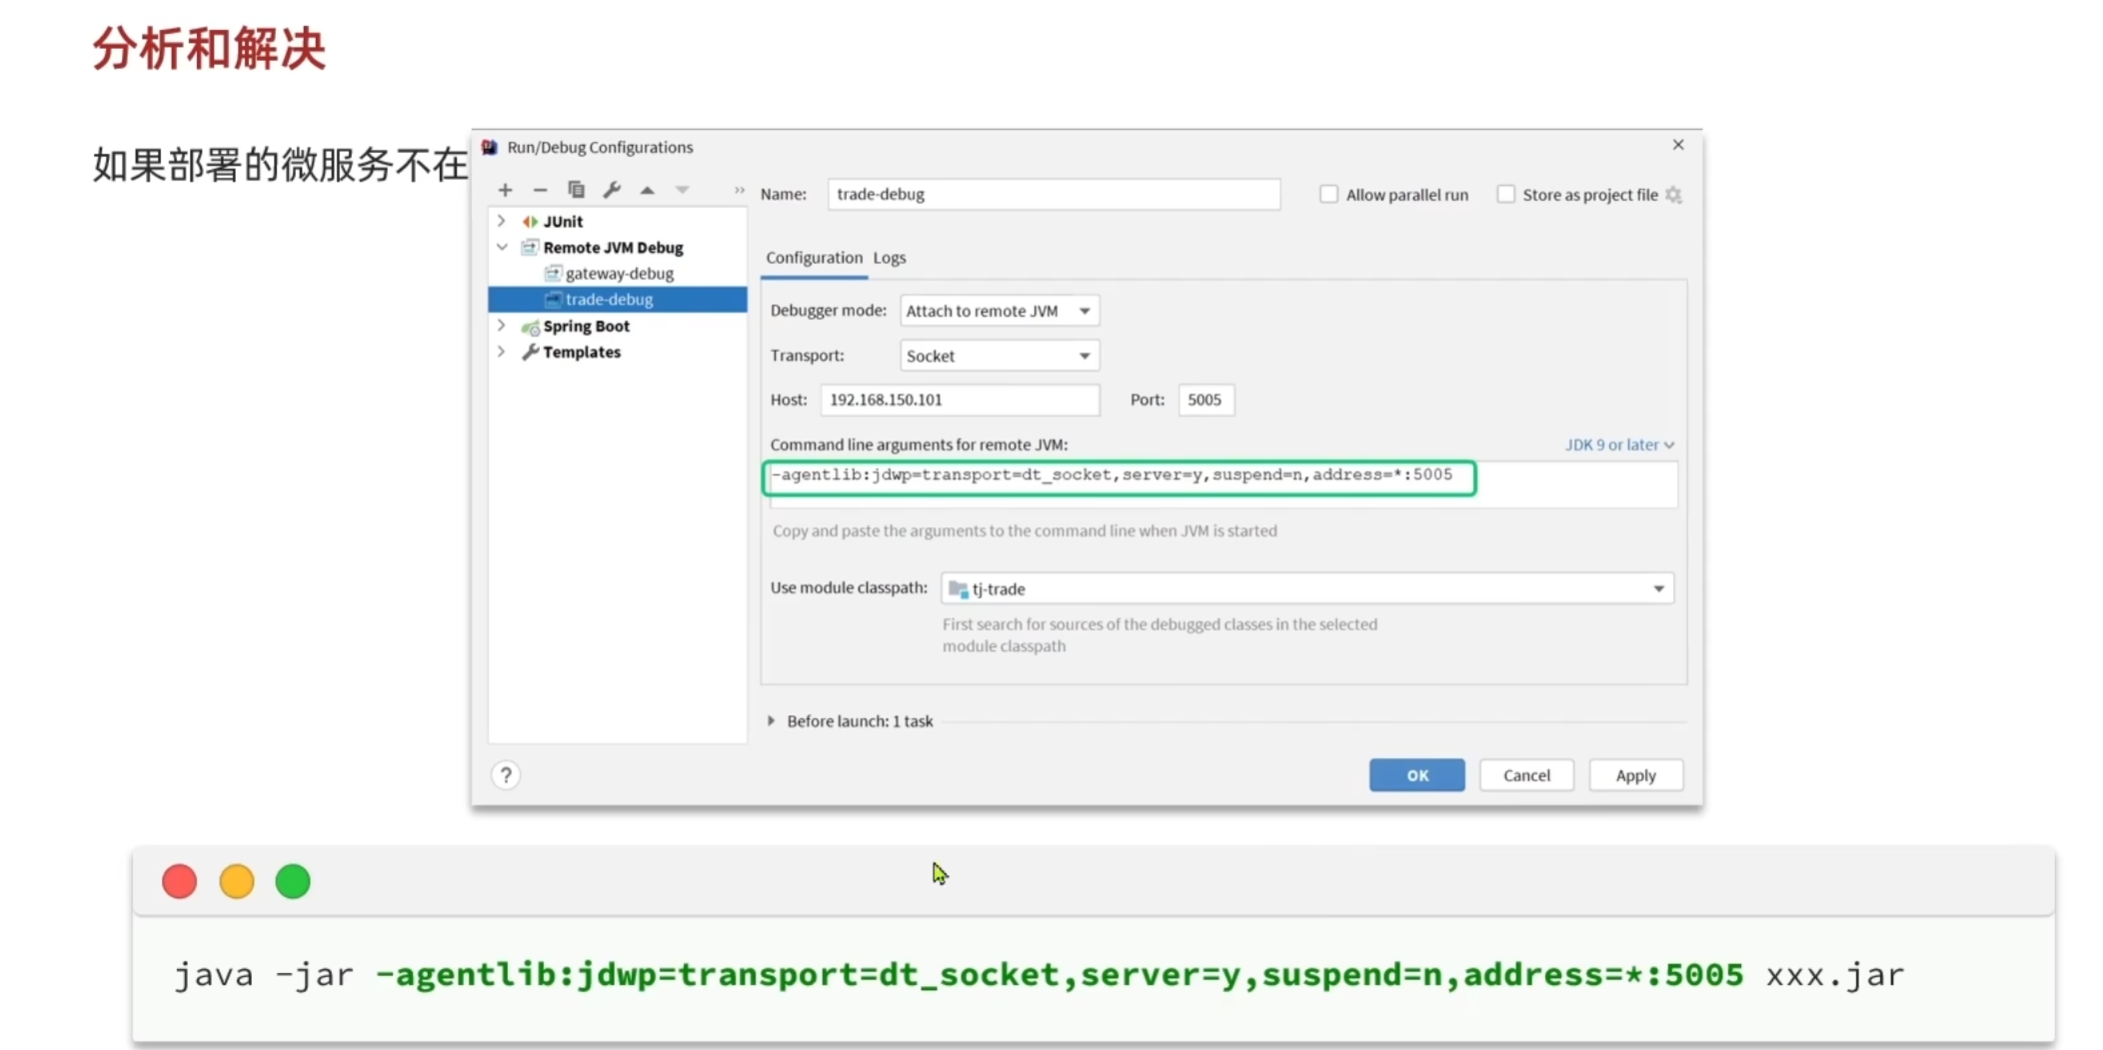 分析和解决
如果部署的微服务不在
Run/Debug Configurations
Name: trade-debug
Allow parallel run
Store as project file
JUnit
Remote JVM Debug
gateway-debug
trade-debug
Spring Boot
Templates
Configuration Logs
Debugger mode: Attach to remote JVM
Transport: Socket
Host: 192.168.150.101 Port: 5005
Command line arguments for remote JVM: JDK 9 or later
-agentlib:jdwp=transport=dt_socket,server=y,suspend=n,address=*:5005
Copy and paste the arguments to the command line when JVM is started
Use module classpath: tj-trade
First search for sources of the debugged classes in the selected
module classpath
Before launch: 1 task
?
OK Cancel Apply
java -jar -agentlib:jdwp=transport=dt_socket,server=y,suspend=n,address=*:5005 xxx.jar